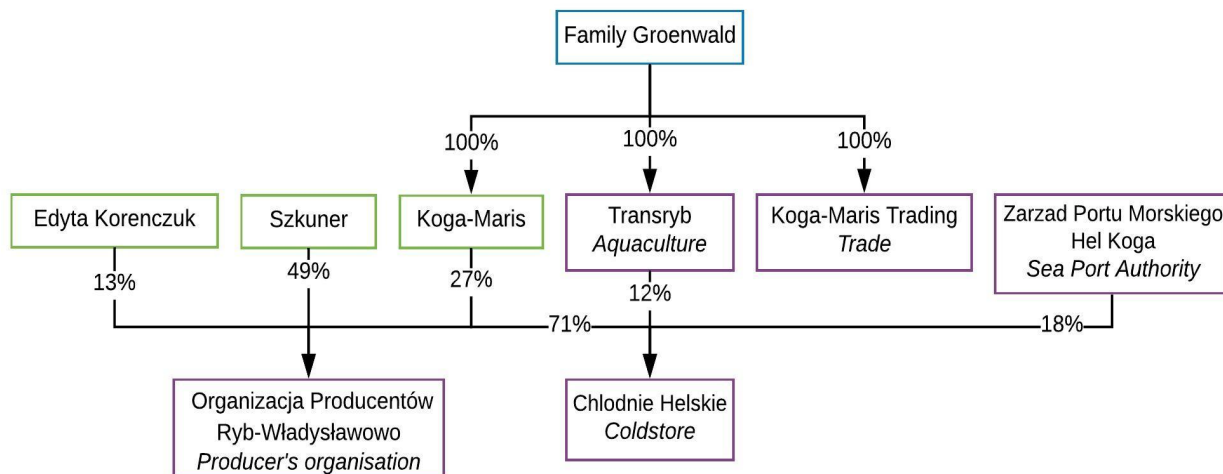 Family Groenwald
100%
100%
100%
Edyta Korenczuk
Szkuner
Koga-Maris
Transryb
Aquaculture
Koga-Maris Trading
Trade
Zarzad Portu Morskiego
Hel Koga
Sea Port Authority
13%
49%
27%
12%
71%
18%
Organizacja Producentów
Ryb-Władysławowo
Producer's organisation
Chlodnie Helskie
Coldstore